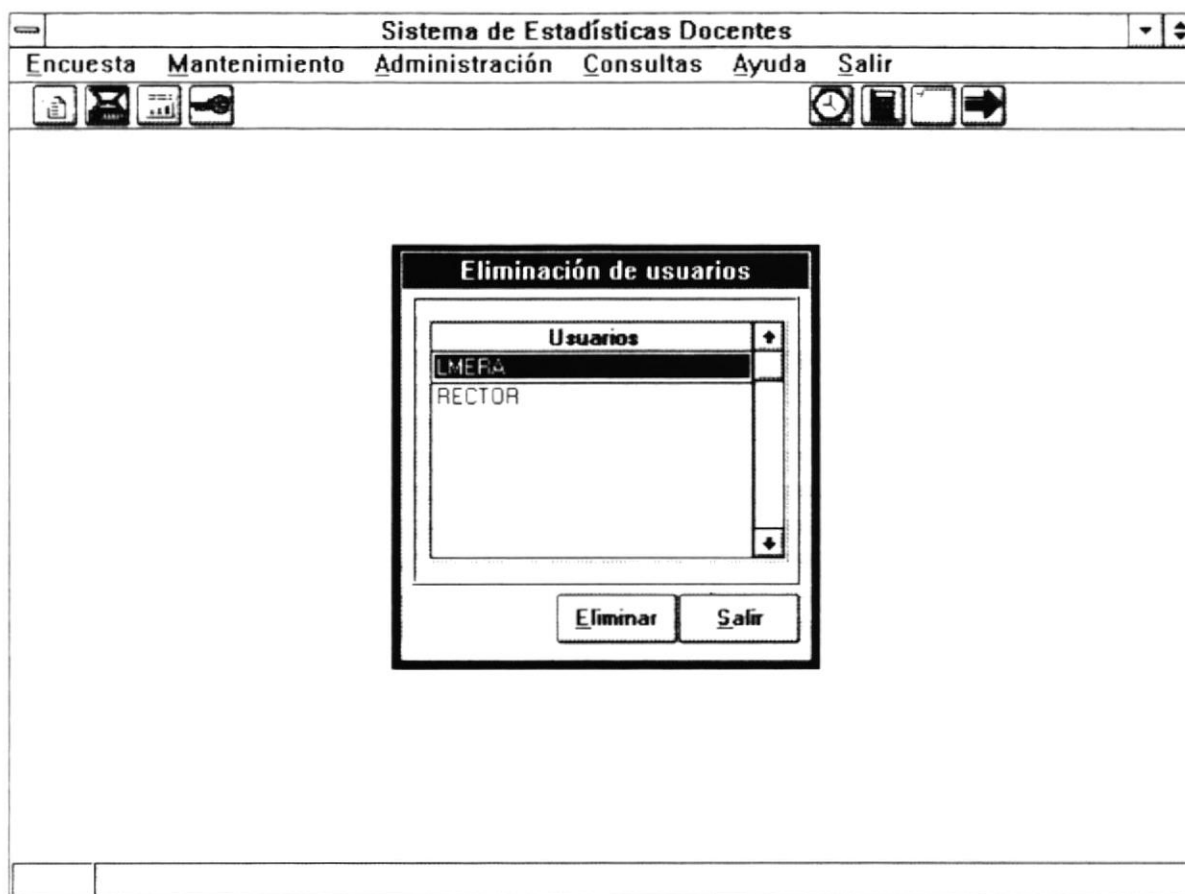 Sistema de Estadísticas Docentes
Encuesta Mantenimiento Administración Consultas Ayuda Salir
Eliminación de usuarios
Usuarios
LMERA
RECTOR
Eliminar Salir